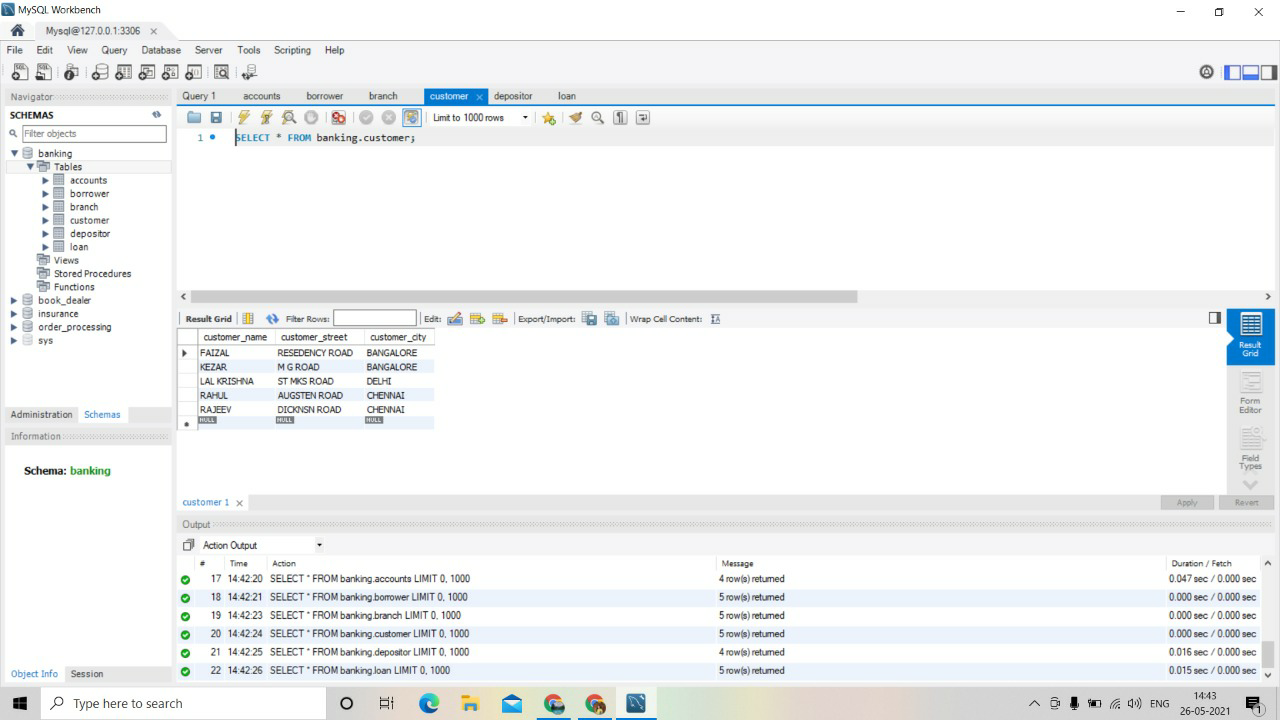 MySQL Workbench
Mysql@127.0.0.1:3306
File Edit View Query Database Server Tools Scripting Help
Navigator
SCHEMAS
Filter objects
banking
Tables
accounts
borrower
branch
customer
depositor
loan
Views
Stored Procedures
Functions
book_dealer
insurance
order_processing
sys
Administration Schemas
Information
Schema: banking
Object Info Session
Query 1 accounts borrower branch customer depositor loan
Limit to 1000 rows
1 SELECT * FROM banking.customer;
Result Grid Filter Rows: Edit: Export/Import: Wrap Cell Content:
customer_name customer_street customer_city
FAIZAL RESEDENCY ROAD BANGALORE
KEZAR M G ROAD BANGALORE
LAL KRISHNA ST MKS ROAD DELHI
RAHUL AUGSTEN ROAD CHENNAI
RAJEEV DICKNSN ROAD CHENNAI
NULL NULL NULL
Result Grid
Form Editor
Field Types
customer 1 Apply Revert
Output
Action Output
# Time Action Message Duration / Fetch
17 14:42:20 SELECT * FROM banking.accounts LIMIT 0, 1000 4 row(s) returned 0.047 sec / 0.000 sec
18 14:42:21 SELECT * FROM banking.borrower LIMIT 0, 1000 5 row(s) returned 0.000 sec / 0.000 sec
19 14:42:23 SELECT * FROM banking.branch LIMIT 0, 1000 5 row(s) returned 0.000 sec / 0.000 sec
20 14:42:24 SELECT * FROM banking.customer LIMIT 0, 1000 5 row(s) returned 0.000 sec / 0.000 sec
21 14:42:25 SELECT * FROM banking.depositor LIMIT 0, 1000 4 row(s) returned 0.016 sec / 0.000 sec
22 14:42:26 SELECT * FROM banking.loan LIMIT 0, 1000 5 row(s) returned 0.015 sec / 0.000 sec
Type here to search
ENG
14:43
26-05-2021
1